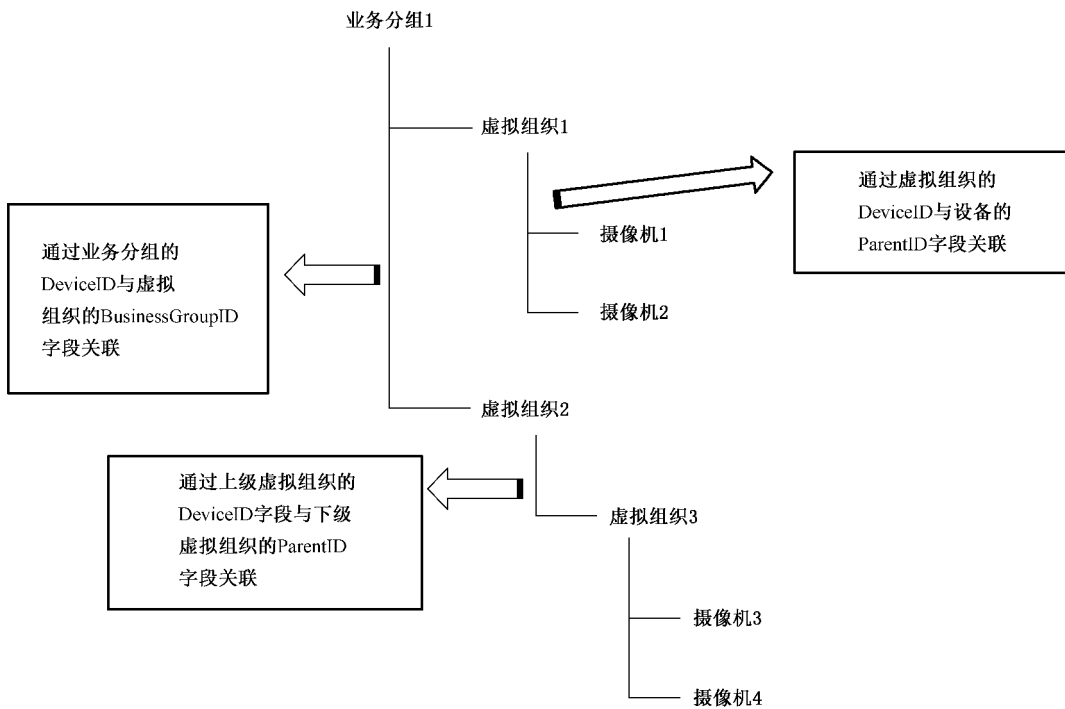 业务分组1
虚拟组织1
通过虚拟组织的
DeviceID与设备的
ParentID字段关联
摄像机1
摄像机2
通过业务分组的
DeviceID与虚拟
组织的BusinessGroupID
字段关联
虚拟组织2
通过上级虚拟组织的
DeviceID字段与下级
虚拟组织的ParentID
字段关联
虚拟组织3
摄像机3
摄像机4